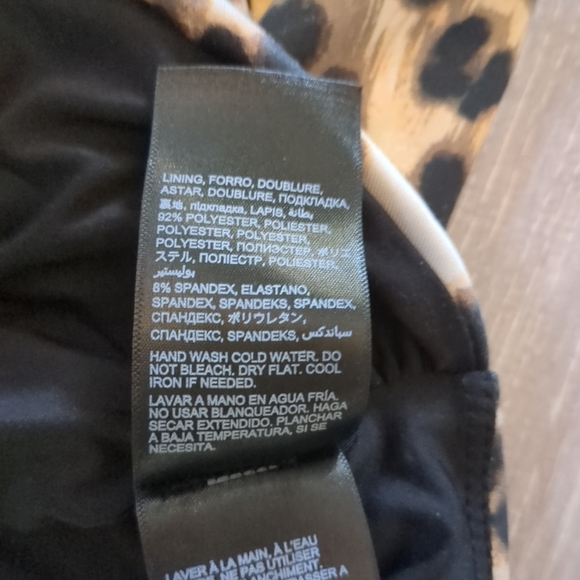 LINING, FORRO, DOUBLURE,
ASTAR, DOUBLURE, ПОДКЛАДКА,
裏地, підкладка, LAPIS, بطانة,
92% POLYESTER, POLIESTER,
POLYESTER, POLYESTER,
POLYESTER, ПОЛИЭСТЕР, ポリエ
ステル, ПОЛІЕСТР, POLIESTER,
بوليستير
8% SPANDEX, ELASTANO,
SPANDEX, SPANDEKS, SPANDEX,
СПАНДЕКС, ポリウレタン,
СПАНДЕКС, SPANDEKS, سباندكس
HAND WASH COLD WATER. DO
NOT BLEACH. DRY FLAT. COOL
IRON IF NEEDED.
LAVAR A MANO EN AGUA FRÍA.
NO USAR BLANQUEADOR. HAGA
SECAR EXTENDIDO. PLANCHAR
A BAJA TEMPERATURA, SI SE
NECESITA.
LAVER À LA MAIN, À L'EAU
NE PAS UTILISER